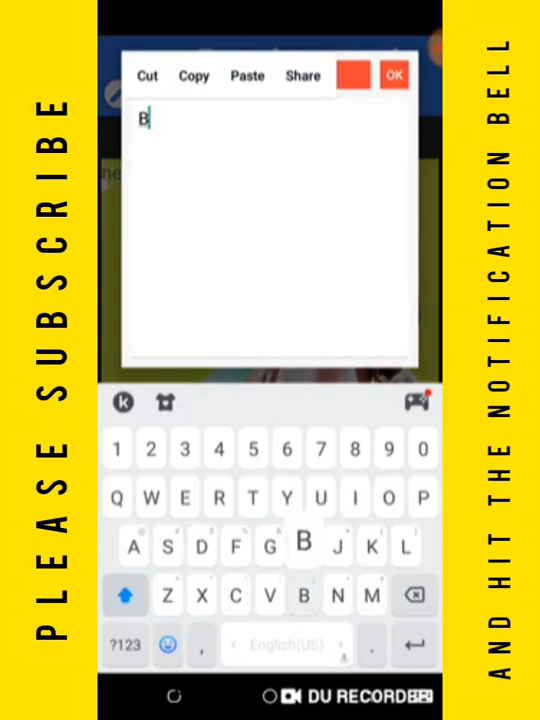 PLEASE SUBSCRIBE
Cut Copy Paste Share OK
B
ne
K
1 2 3 4 5 6 7 8 9 0
Q W E R T Y U I O P
A S D F G B J K L
Z X C V B N M
?123 , English(US) .
DU RECORDER
AND HIT THE NOTIFICATION BELL